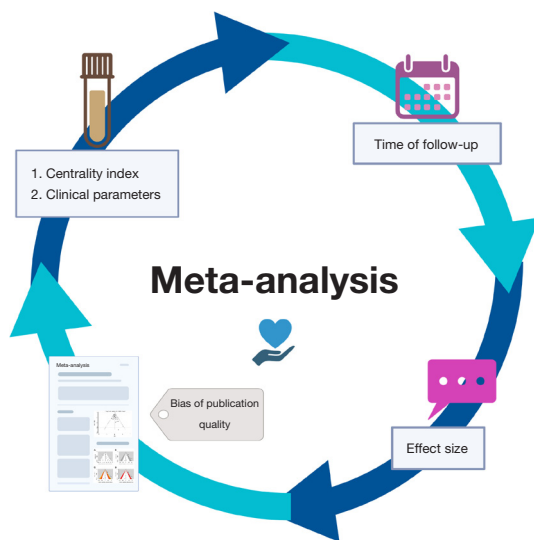 1. Centrality index
2. Clinical parameters
Time of follow-up
Meta-analysis
Meta-analysis
Bias of publication
quality
Effect size